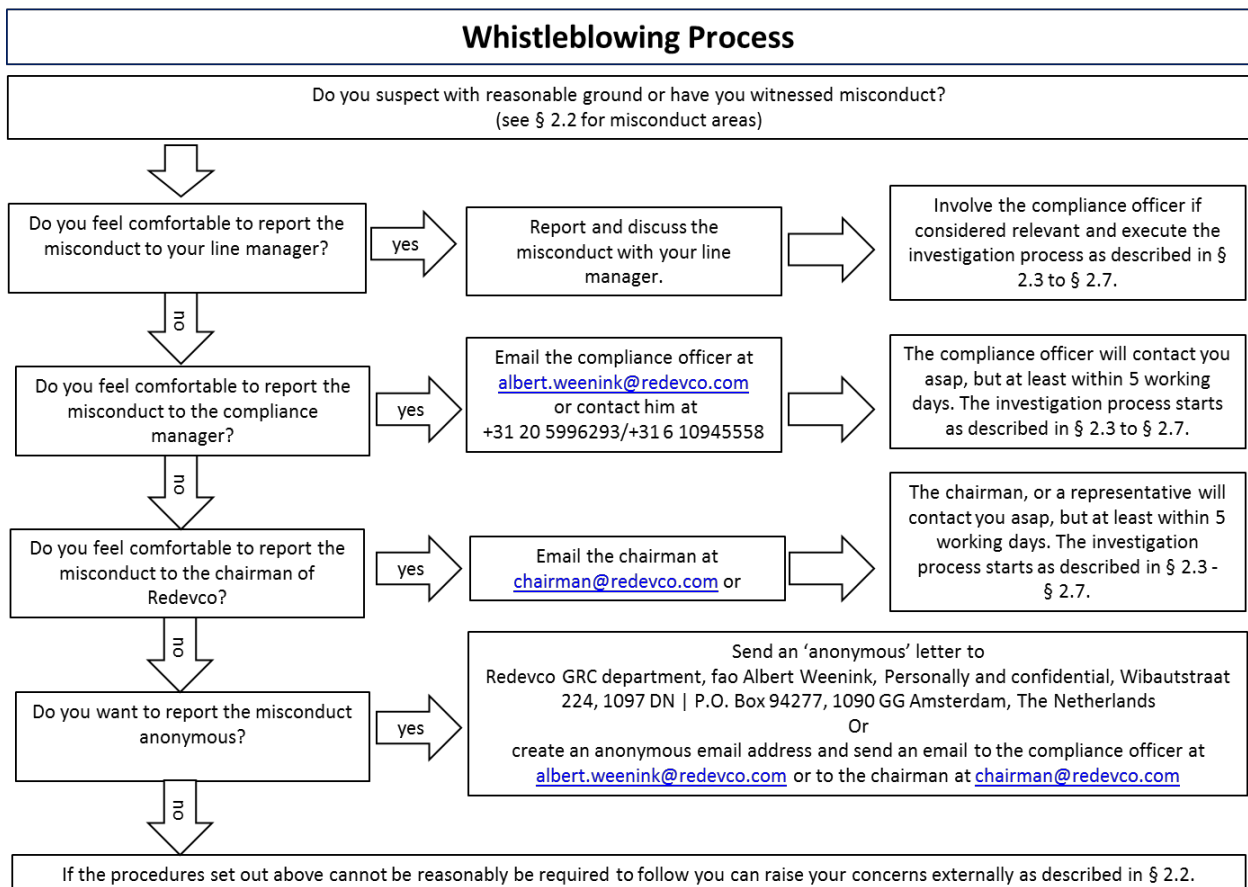 Whistleblowing Process
Do you suspect with reasonable ground or have you witnessed misconduct?
(see § 2.2 for misconduct areas)
Do you feel comfortable to report the
misconduct to your line manager?
yes
Report and discuss the
misconduct with your line
manager.
Involve the compliance officer if
considered relevant and execute the
investigation process as described in §
2.3 to § 2.7.
no
Do you feel comfortable to report the
misconduct to the compliance
manager?
yes
Email the compliance officer at
albert.weenink@redevco.com
or contact him at
+31 20 5996293/+31 6 10945558
The compliance officer will contact you
asap, but at least within 5 working
days. The investigation process starts
as described in § 2.3 to § 2.7.
no
Do you feel comfortable to report the
misconduct to the chairman of
Redevco?
yes
Email the chairman at
chairman@redevco.com or
The chairman, or a representative will
contact you asap, but at least within 5
working days. The investigation
process starts as described in § 2.3 -
§ 2.7.
no
Do you want to report the misconduct
anonymous?
yes
Send an ‘anonymous’ letter to
Redevco GRC department, fao Albert Weenink, Personally and confidential, Wibautstraat
224, 1097 DN | P.O. Box 94277, 1090 GG Amsterdam, The Netherlands
Or
create an anonymous email address and send an email to the compliance officer at
albert.weenink@redevco.com or to the chairman at chairman@redevco.com
no
If the procedures set out above cannot be reasonably be required to follow you can raise your concerns externally as described in § 2.2.